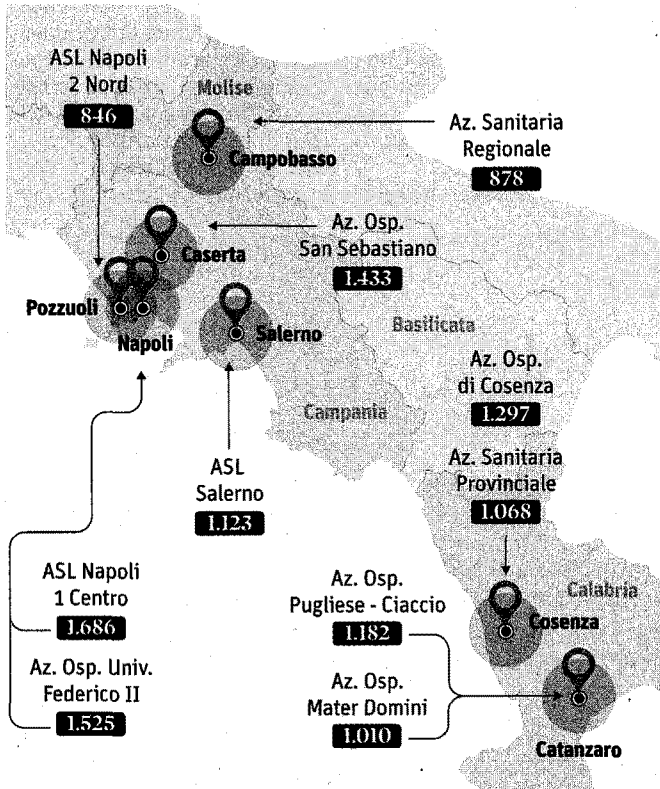 ASL Napoli
2 Nord
846
Molise
Campobasso
Az. Sanitaria
Regionale
878
Az. Osp.
San Sebastiano
1.433
Caserta
Pozzuoli
Napoli
Salerno
Basilicata
Campania
Az. Osp.
di Cosenza
1.297
Az. Sanitaria
Provinciale
1.068
ASL
Salerno
1.123
ASL Napoli
1 Centro
1.686
Az. Osp. Univ.
Federico II
1.525
Az. Osp.
Pugliese - Ciaccio
1.182
Az. Osp.
Mater Domini
1.010
Calabria
Cosenza
Catanzaro